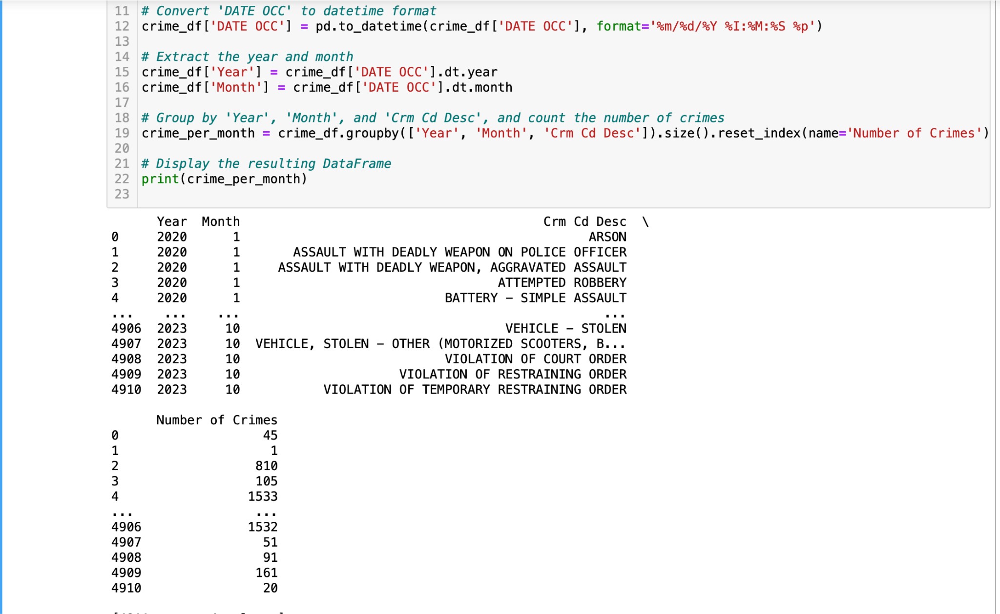 11 # Convert 'DATE OCC' to datetime format
12 crime_df['DATE OCC'] = pd.to_datetime(crime_df['DATE OCC'], format='%m/%d/%Y %I:%M:%S %p')
13
14 # Extract the year and month
15 crime_df['Year'] = crime_df['DATE OCC'].dt.year
16 crime_df['Month'] = crime_df['DATE OCC'].dt.month
17
18 # Group by 'Year', 'Month', and 'Crm Cd Desc', and count the number of crimes
19 crime_per_month = crime_df.groupby(['Year', 'Month', 'Crm Cd Desc']).size().reset_index(name='Number of Crimes')
20
21 # Display the resulting DataFrame
22 print(crime_per_month)
23
Year Month Crm Cd Desc \
0 2020 1 ARSON
1 2020 1 ASSAULT WITH DEADLY WEAPON ON POLICE OFFICER
2 2020 1 ASSAULT WITH DEADLY WEAPON, AGGRAVATED ASSAULT
3 2020 1 ATTEMPTED ROBBERY
4 2020 1 BATTERY - SIMPLE ASSAULT
... ... ... ...
4906 2023 10 VEHICLE - STOLEN
4907 2023 10 VEHICLE, STOLEN - OTHER (MOTORIZED SCOOTERS, B...
4908 2023 10 VIOLATION OF COURT ORDER
4909 2023 10 VIOLATION OF RESTRAINING ORDER
4910 2023 10 VIOLATION OF TEMPORARY RESTRAINING ORDER
Number of Crimes
0 45
1 1
2 810
3 105
4 1533
... ...
4906 1532
4907 51
4908 91
4909 161
4910 20